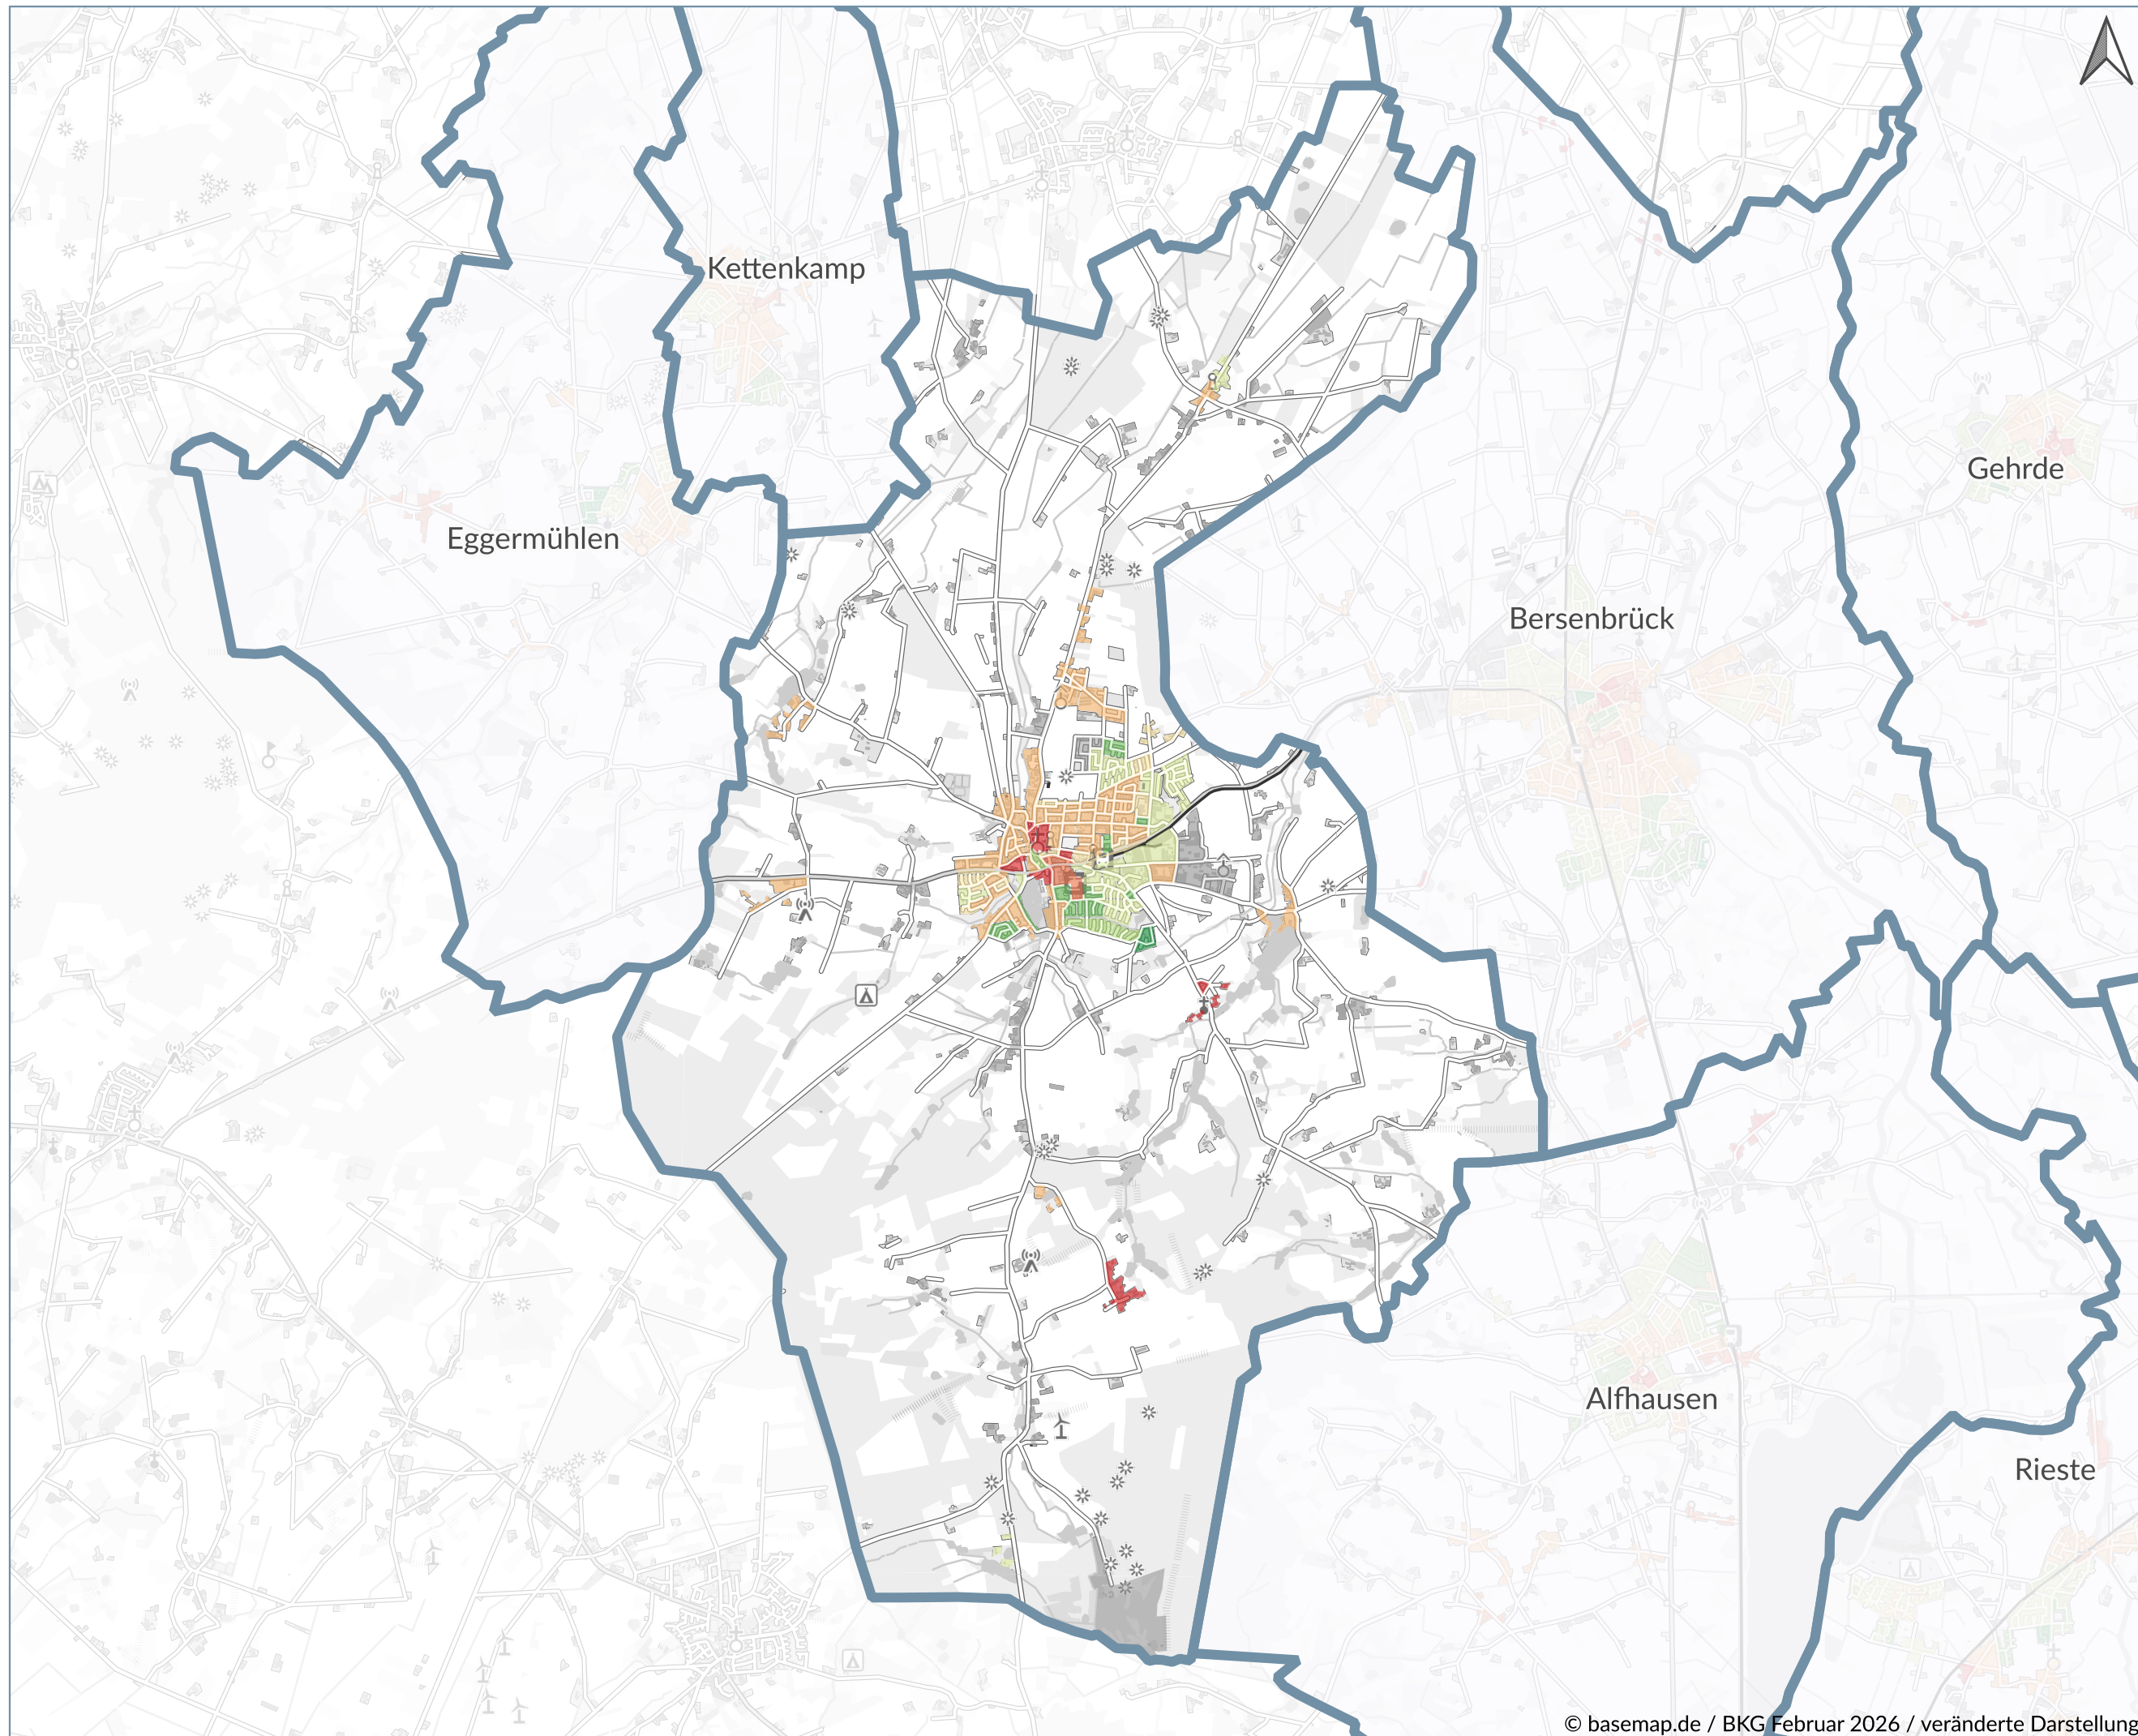 Kettenkamp
Gehrde
Eggermühlen
Bersenbrück
Alfhausen
Rieste
© basemap.de / BKG Februar 2026 / veränderte Darstellung